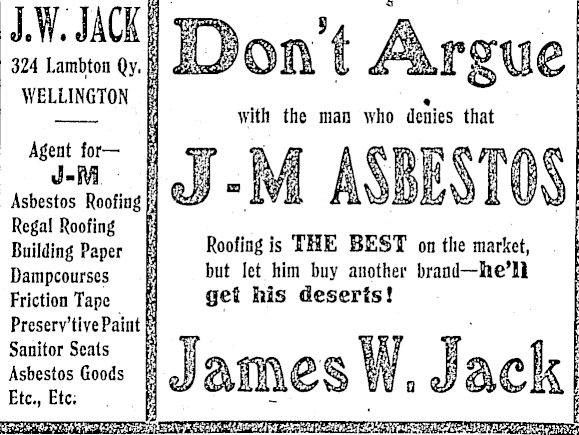 J. W. JACK
324 Lambton Qy.
WELLINGTON
Agent for—
J-M
Asbestos Roofing
Regal Roofing
Building Paper
Dampcourses
Friction Tape
Preserv'tive Paint
Sanitor Seats
Asbestos Goods
Etc., Etc.
Don't Argue
with the man who denies that
J-M ASBESTOS
Roofing is THE BEST on the market,
but let him buy another brand—he'll
get his deserts!
James W. Jack